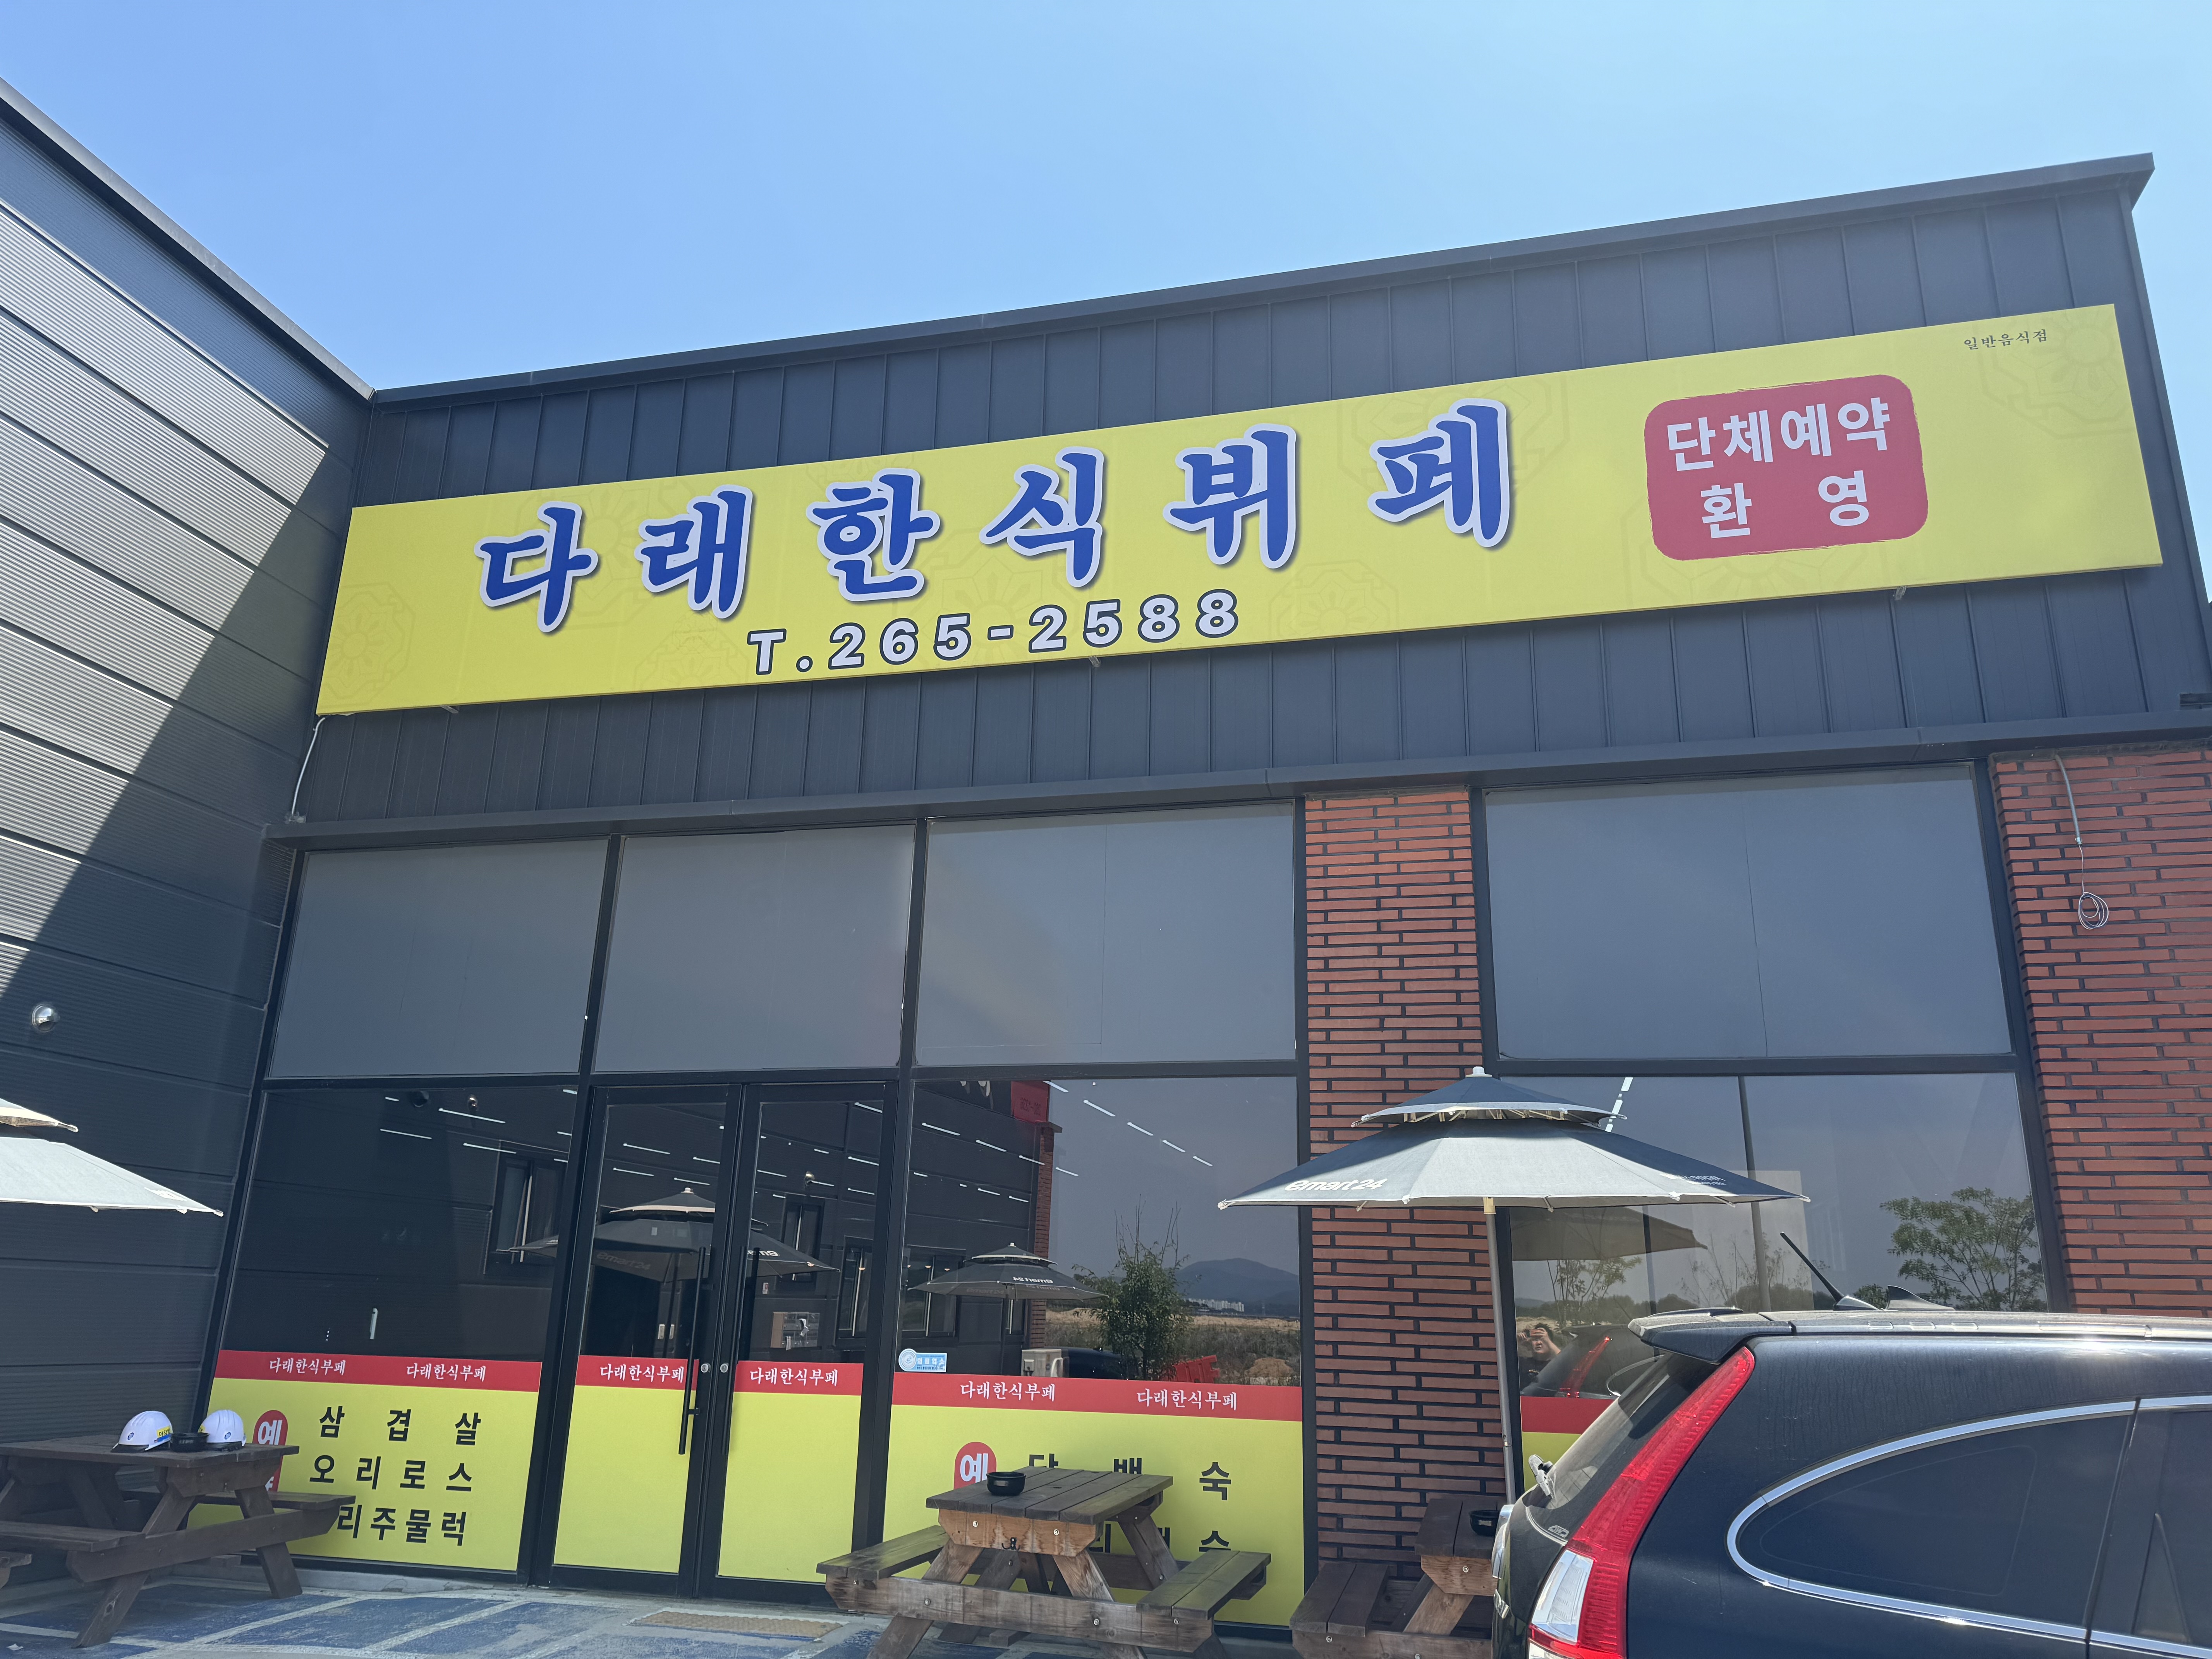 일반음식점
다래한식뷔페
단체예약
환 영
T.265-2588
emart24
다래한식부페 다래한식부페 다래한식부페 다래한식부페 다래한식부페 다래한식부페
예
삼 겹 살
오리로스
리주물럭
예
숙